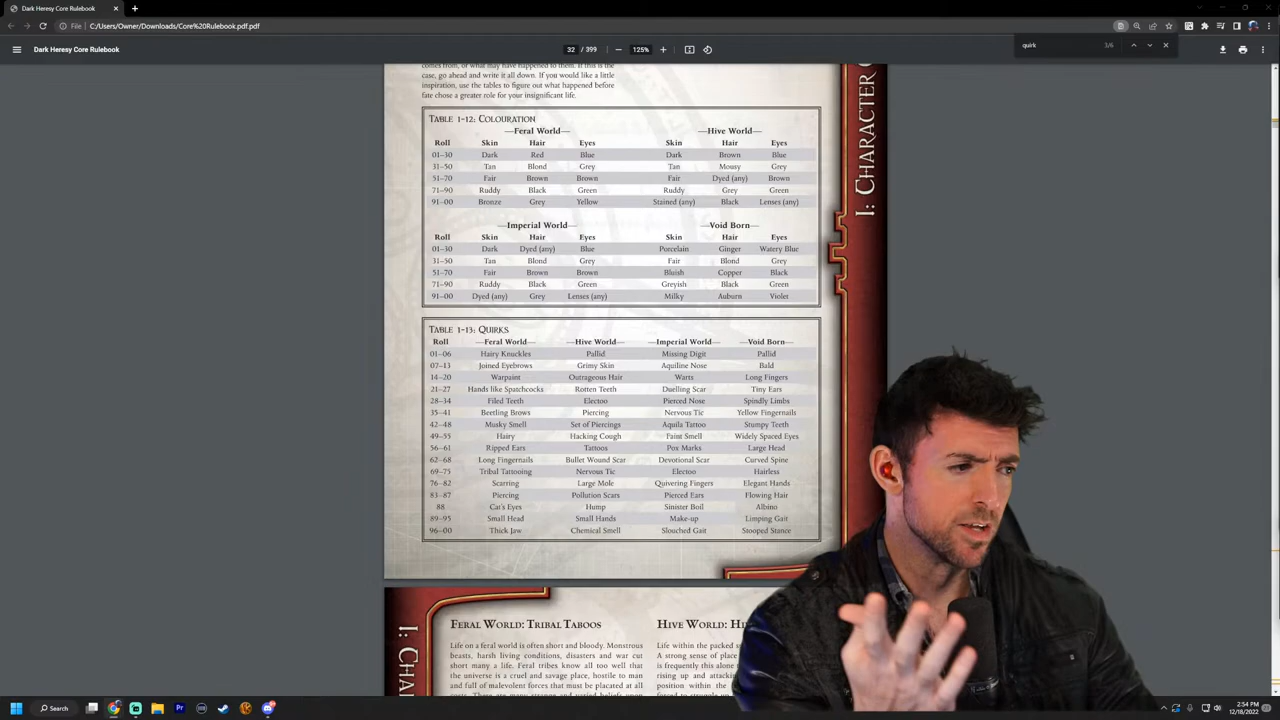 Dark Heresy Core Rulebook
File | C:/Users/Owner/Downloads/Core%20Rulebook.pdf.pdf
Dark Heresy Core Rulebook
32 / 399
125%
quirk
3/6
comes from, or what may have happened to them. If this is the
case, go ahead and write it all down. If you would like a little
inspiration, use the tables to figure out what happened before
fate chose a greater role for your insignificant life.
I: CHARACTER
TABLE 1-12: COLOURATION
—Feral World— —Hive World—
Roll Skin Hair Eyes Skin Hair Eyes
01–30 Dark Red Blue Dark Brown Blue
31–50 Tan Blond Grey Tan Mousy Grey
51–70 Fair Brown Brown Fair Dyed (any) Brown
71–90 Ruddy Black Green Ruddy Grey Green
91–00 Bronze Grey Yellow Stained (any) Black Lenses (any)
—Imperial World— —Void Born—
Roll Skin Hair Eyes Skin Hair Eyes
01–30 Dark Dyed (any) Blue Porcelain Ginger Watery Blue
31–50 Tan Blond Grey Fair Blond Grey
51–70 Fair Brown Brown Bluish Copper Black
71–90 Ruddy Black Green Greyish Black Green
91–00 Dyed (any) Grey Lenses (any) Milky Auburn Violet
TABLE 1-13: QUIRKS
Roll —Feral World— —Hive World— —Imperial World— —Void Born—
01–06 Hairy Knuckles Pallid Missing Digit Pallid
07–13 Joined Eyebrows Grimy Skin Aquiline Nose Bald
14–20 Warpaint Outrageous Hair Warts Long Fingers
21–27 Hands like Spatchcocks Rotten Teeth Duelling Scar Tiny Ears
28–34 Filed Teeth Electoo Pierced Nose Spindly Limbs
35–41 Beetling Brows Piercing Nervous Tic Yellow Fingernails
42–48 Musky Smell Set of Piercings Aquila Tattoo Stumpy Teeth
49–55 Hairy Hacking Cough Faint Smell Widely Spaced Eyes
56–61 Ripped Ears Tattoos Pox Marks Large Head
62–68 Long Fingernails Bullet Wound Scar Devotional Scar Curved Spine
69–75 Tribal Tattooing Nervous Tic Electoo Hairless
76–82 Scarring Large Mole Quivering Fingers Elegant Hands
83–87 Piercing Pollution Scars Pierced Ears Flowing Hair
88 Cat's Eyes Hump Sinister Boil Albino
89–95 Small Head Small Hands Make-up Limping Gait
96–00 Thick Jaw Chemical Smell Slouched Gait Stooped Stance
I: CHA
FERAL WORLD: TRIBAL TABOOS
Life on a feral world is often short and bloody. Monstrous
beasts, harsh living conditions, disasters and war cut
short many a life. Feral tribes know all too well that
the universe is a cruel and savage place, hostile to man
and full of malevolent forces that must be placated at all
HIVE WORLD:
Life within the packed
A strong sense of place
is frequently this alone
rising up and attacking
position within the
Search
Pr
2:54 PM
12/18/2022